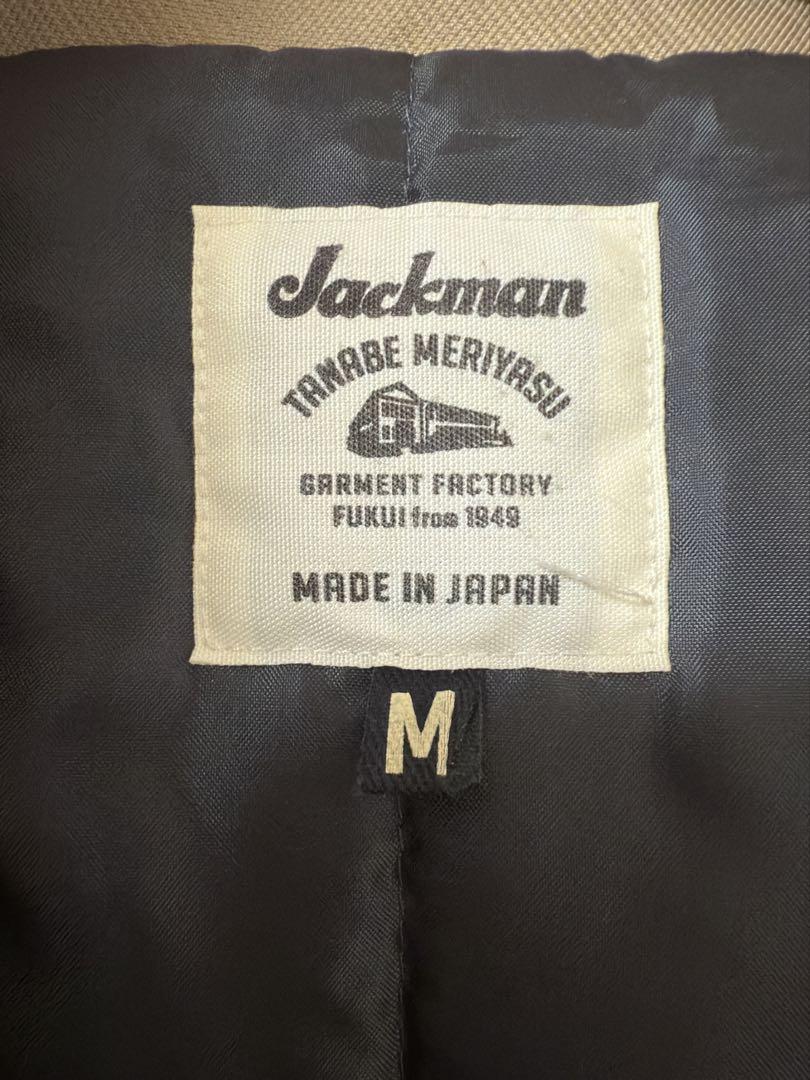 Jackman
TANABE MERIYASU
GARMENT FACTORY
FUKUI from 1949
MADE IN JAPAN
M